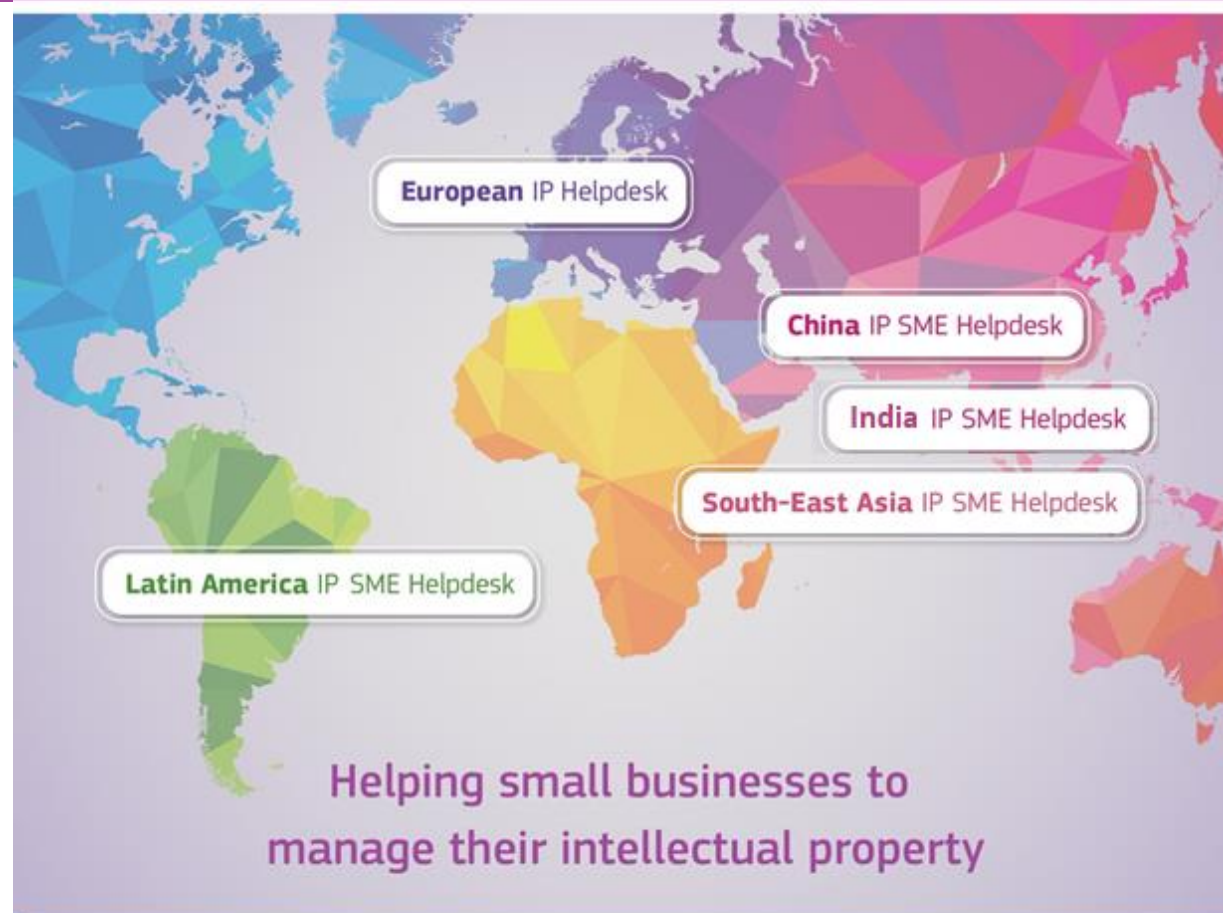 European IP Helpdesk
China IP SME Helpdesk
India IP SME Helpdesk
South-East Asia IP SME Helpdesk
Latin America IP SME Helpdesk
Helping small businesses to
manage their intellectual property